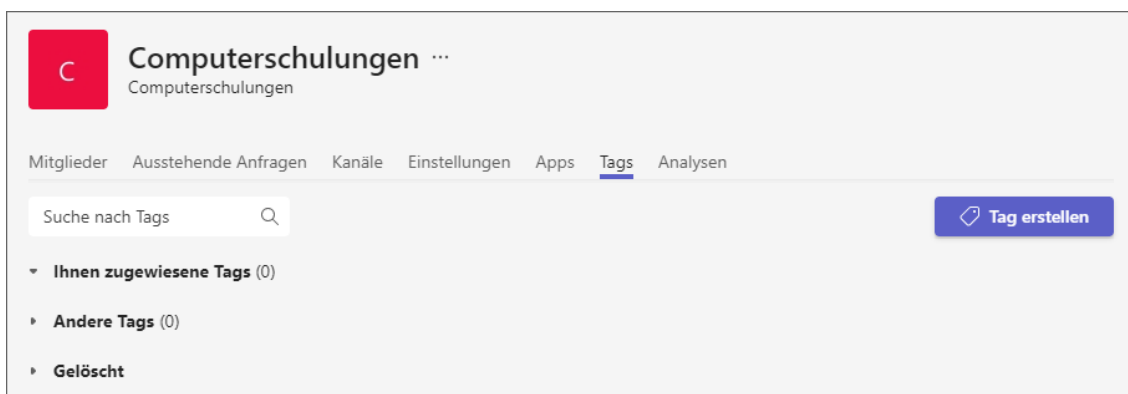 C
Computerschulungen ...
Computerschulungen
Mitglieder Ausstehende Anfragen Kanäle Einstellungen Apps Tags Analysen
Suche nach Tags
Tag erstellen
Ihnen zugewiesene Tags (0)
Andere Tags (0)
Gelöscht